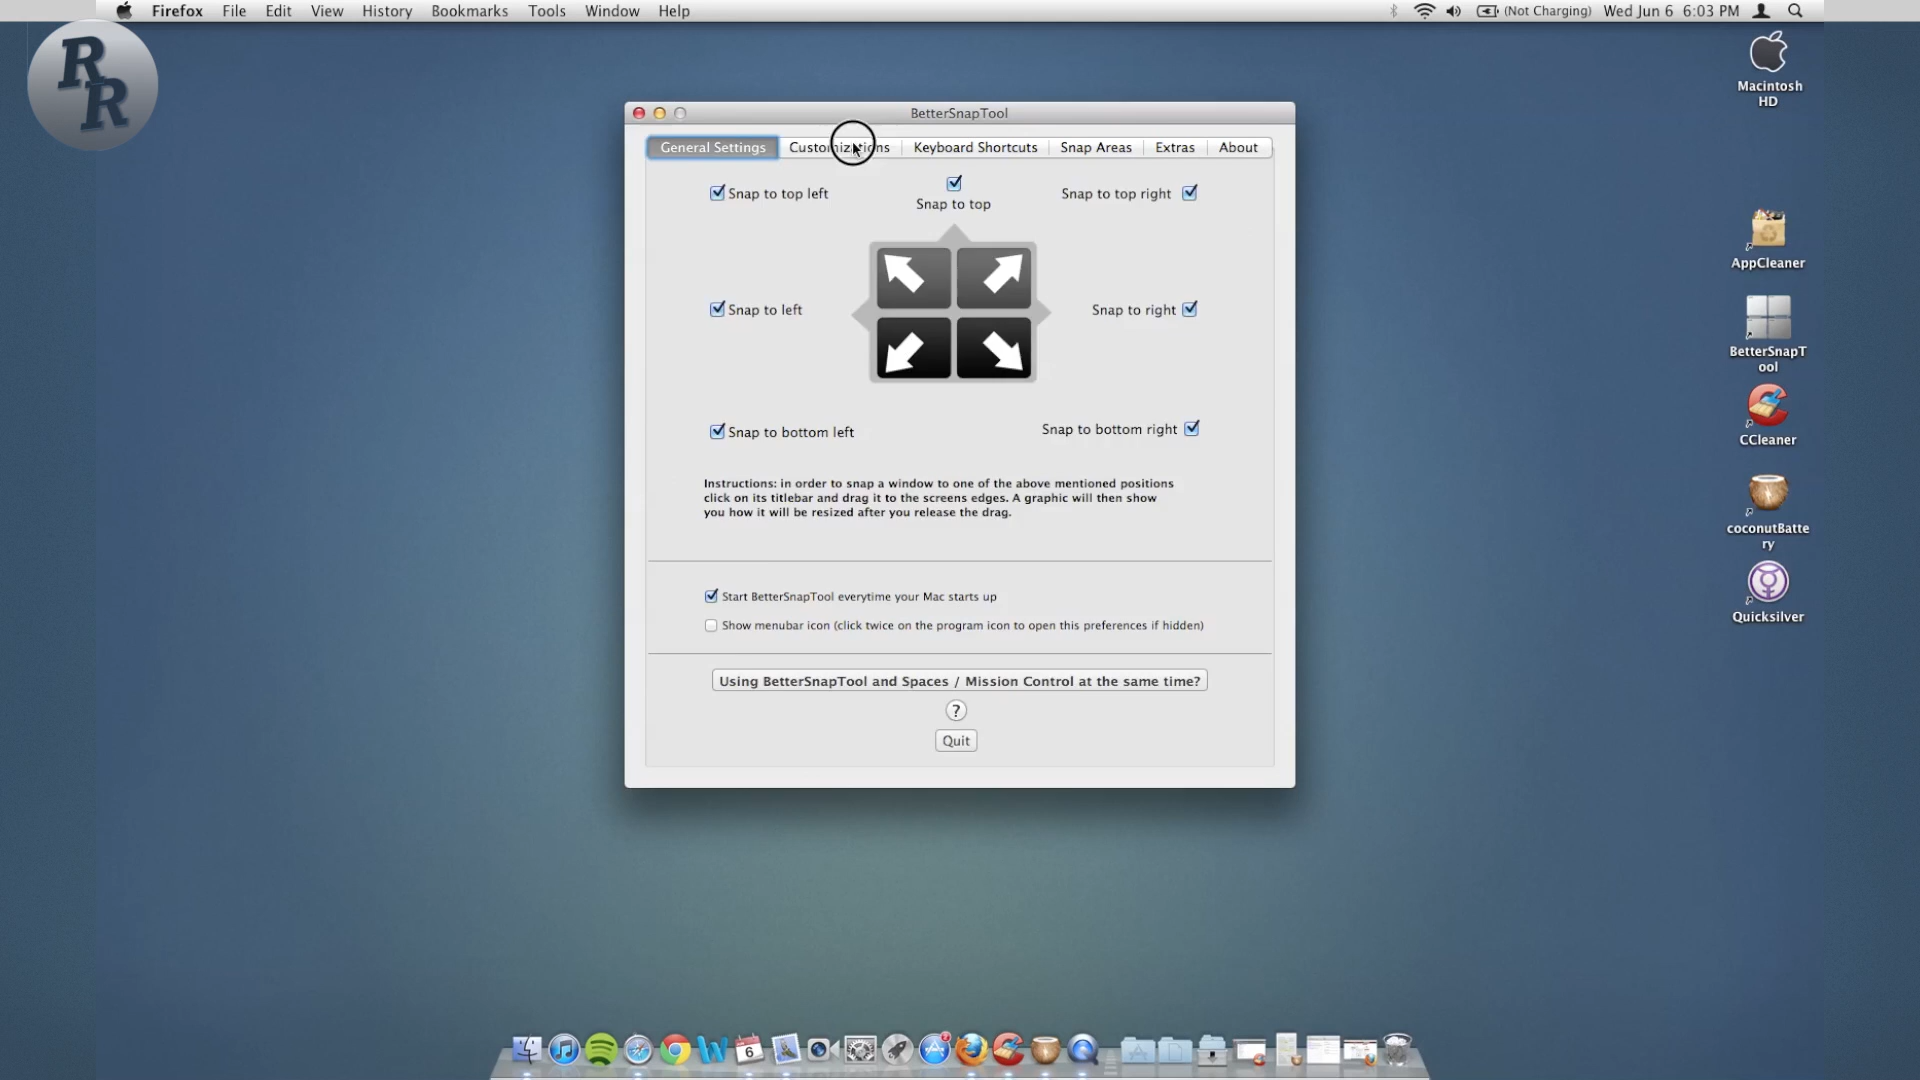 Firefox File Edit View History Bookmarks Tools Window Help
(Not Charging) Wed Jun 6 6:03 PM
R
R
Macintosh
HD
AppCleaner
BetterSnapT
ool
CCleaner
coconutBatte
ry
Quicksilver
BetterSnapTool
General Settings Customizations Keyboard Shortcuts Snap Areas Extras About
Snap to top left
Snap to top
Snap to top right
Snap to left
Snap to right
Snap to bottom left
Snap to bottom right
Instructions: in order to snap a window to one of the above mentioned positions
click on its titlebar and drag it to the screens edges. A graphic will then show
you how it will be resized after you release the drag.
Start BetterSnapTool everytime your Mac starts up
Show menubar icon (click twice on the program icon to open this preferences if hidden)
Using BetterSnapTool and Spaces / Mission Control at the same time?
?
Quit
6